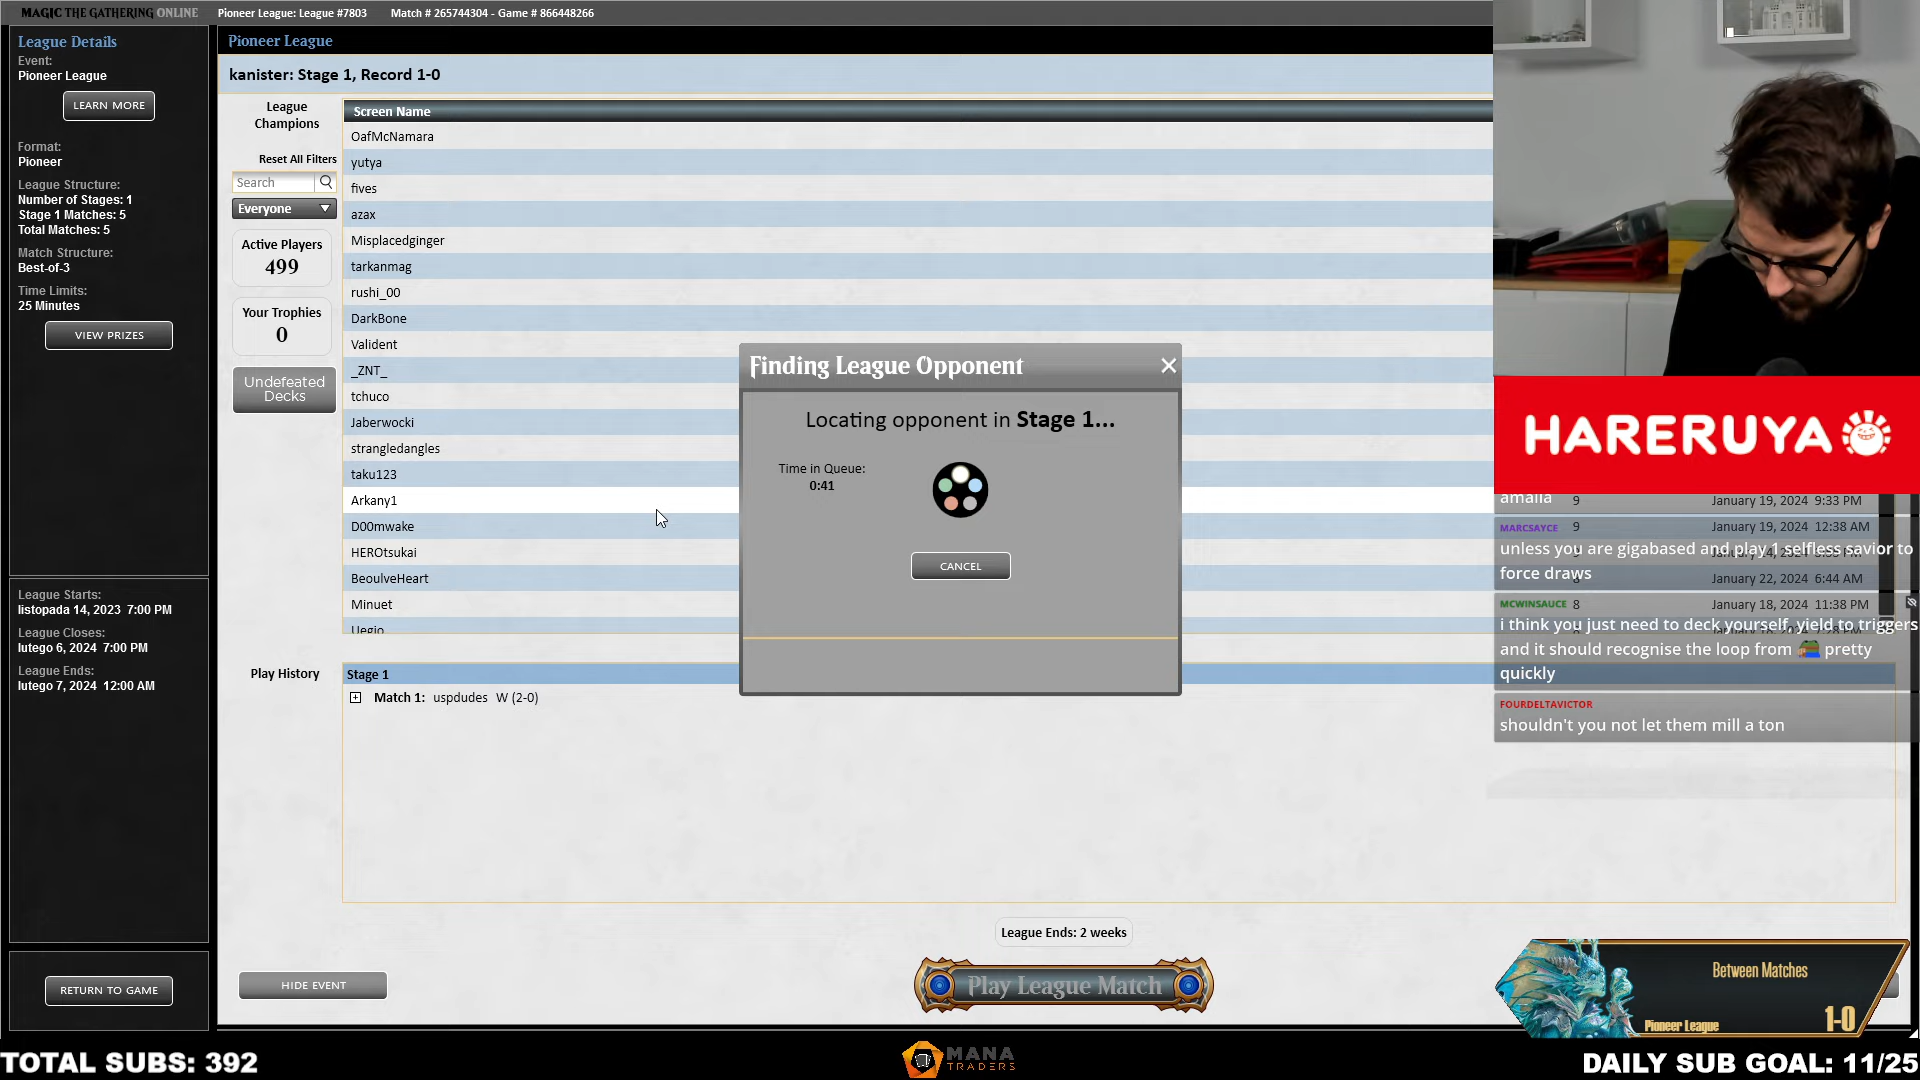 MAGIC THE GATHERING ONLINE
Pioneer League: League #7803
Match # 265744304 - Game # 866448266
League Details
Event:
Pioneer League
LEARN MORE
Format:
Pioneer
League Structure:
Number of Stages: 1
Stage 1 Matches: 5
Total Matches: 5
Match Structure:
Best-of-3
Time Limits:
25 Minutes
VIEW PRIZES
League Starts:
listopada 14, 2023 7:00 PM
League Closes:
lutego 6, 2024 7:00 PM
League Ends:
lutego 7, 2024 12:00 AM
RETURN TO GAME
Pioneer League
kanister: Stage 1, Record 1-0
League
Champions
Reset All Filters
Search
Everyone
Active Players
499
Your Trophies
0
Undefeated
Decks
Screen Name
OafMcNamara
yutya
fives
azax
Misplacedginger
tarkanmag
rushi_00
DarkBone
Valident
_ZNT_
tchuco
Jaberwocki
strangledangles
taku123
Arkany1
D00mwake
HEROtsukai
BeoulveHeart
Minuet
Uegio
Finding League Opponent
Locating opponent in Stage 1...
Time in Queue:
0:41
CANCEL
Play History
Stage 1
Match 1: uspdudes W (2-0)
League Ends: 2 weeks
HIDE EVENT
Play League Match
HARERUYA
amalia
9 January 19, 2024 9:33 PM
MARCSAYCE
9 January 19, 2024 12:38 AM
unless you are gigabased and play 1 selfless savior to
force draws
8 January 22, 2024 6:44 AM
MCWINSAUCE
8 January 18, 2024 11:38 PM
i think you just need to deck yourself, yield to triggers
and it should recognise the loop from pretty
quickly
FOURDELTAVICTOR
shouldn't you not let them mill a ton
Between Matches
Pioneer League
1-0
TOTAL SUBS: 392
MANA
TRADERS
DAILY SUB GOAL: 11/25